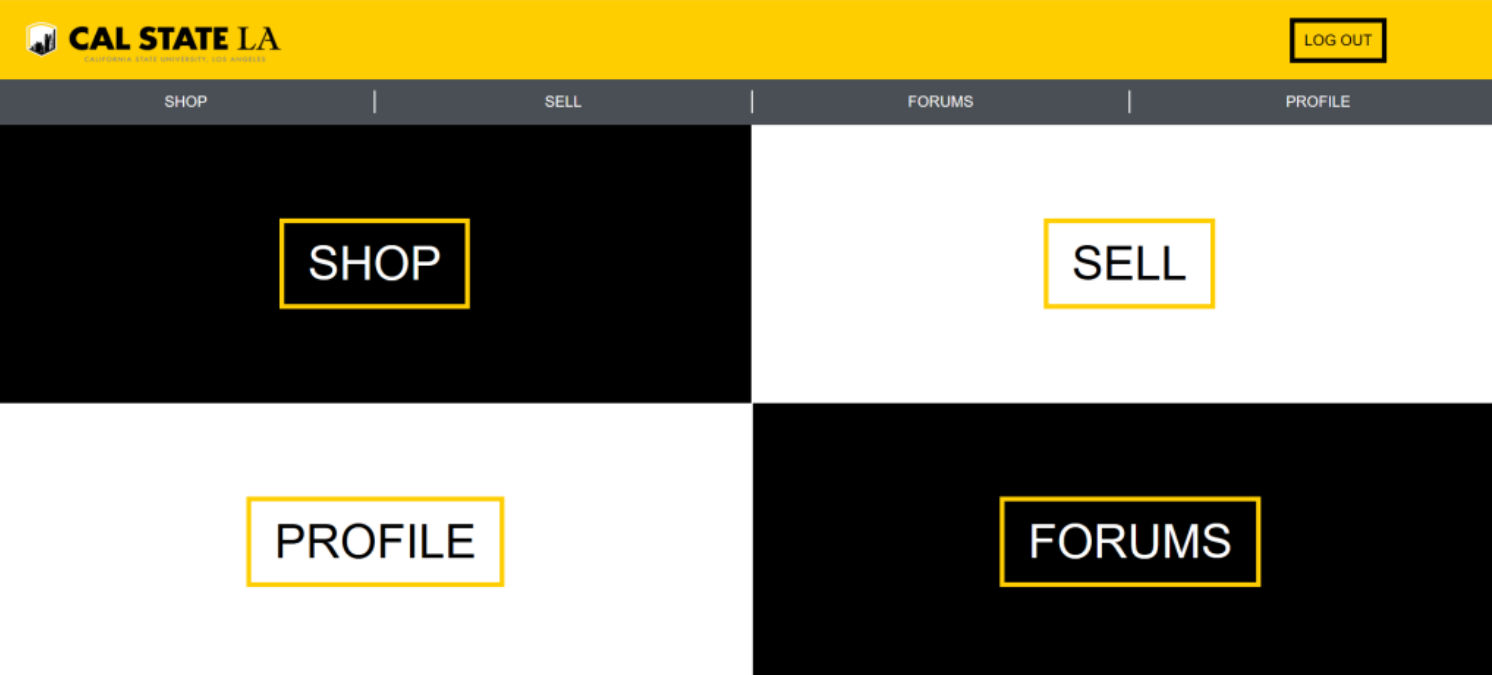 CAL STATE LA
CALIFORNIA STATE UNIVERSITY, LOS ANGELES
LOG OUT
SHOP
SELL
FORUMS
PROFILE
SHOP
SELL
PROFILE
FORUMS